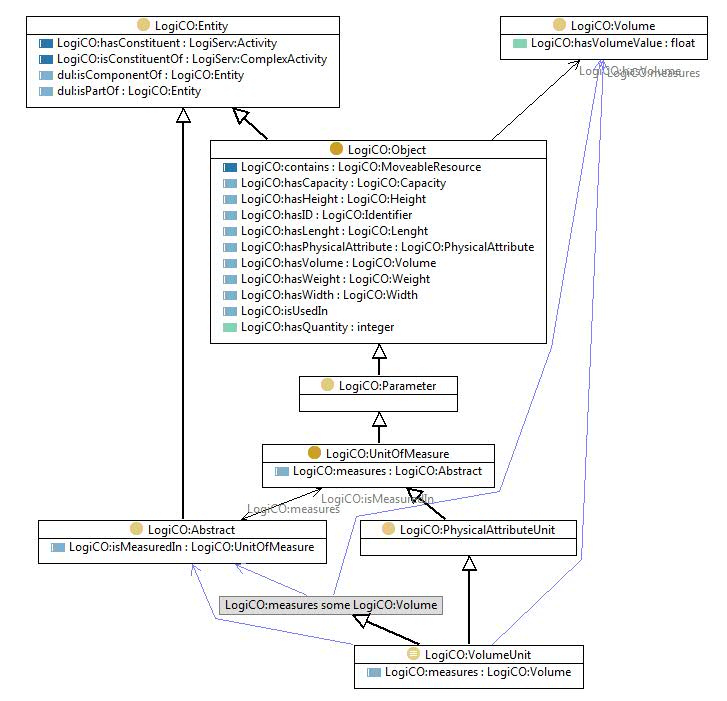 LogiCO:Entity
LogiCO:hasConstituent : LogiServ:Activity
LogiCO:isConstituentOf : LogiServ:ComplexActivity
dul:isComponentOf : LogiCO:Entity
dul:isPartOf : LogiCO:Entity
LogiCO:Volume
LogiCO:hasVolumeValue : float
LogiCO:hasVolume
LogiCO:measures
LogiCO:Object
LogiCO:contains : LogiCO:MoveableResource
LogiCO:hasCapacity : LogiCO:Capacity
LogiCO:hasHeight : LogiCO:Height
LogiCO:hasID : LogiCO:Identifier
LogiCO:hasLenght : LogiCO:Lenght
LogiCO:hasPhysicalAttribute : LogiCO:PhysicalAttribute
LogiCO:hasVolume : LogiCO:Volume
LogiCO:hasWeight : LogiCO:Weight
LogiCO:hasWidth : LogiCO:Width
LogiCO:isUsedIn
LogiCO:hasQuantity : integer
LogiCO:Parameter
LogiCO:UnitOfMeasure
LogiCO:measures : LogiCO:Abstract
LogiCO:isMeasuredIn
LogiCO:measures
LogiCO:Abstract
LogiCO:isMeasuredIn : LogiCO:UnitOfMeasure
LogiCO:PhysicalAttributeUnit
LogiCO:measures some LogiCO:Volume
LogiCO:VolumeUnit
LogiCO:measures : LogiCO:Volume